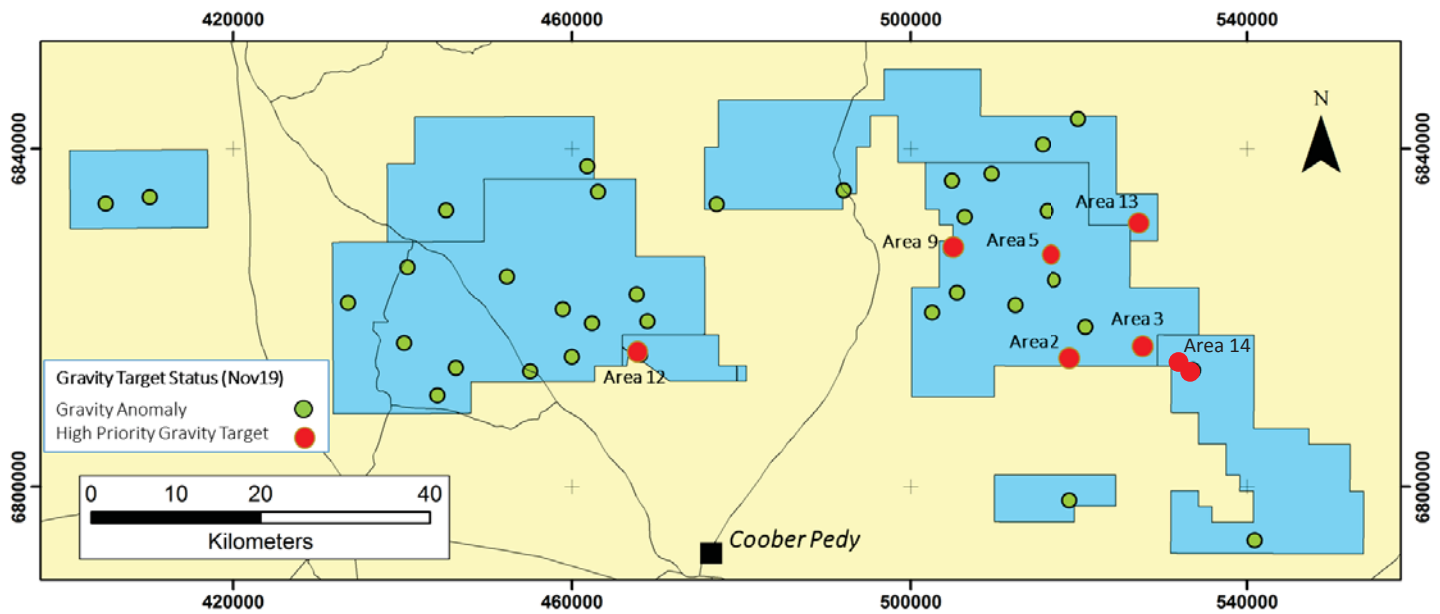 420000 460000 500000 540000
6840000 6840000
N
Area 13
Area 9 Area 5
Area 3
Area2 Area 14
Area 12
Gravity Target Status (Nov19)
Gravity Anomaly
High Priority Gravity Target
6800000 6800000
0 10 20 40
Kilometers
Coober Pedy
420000 460000 500000 540000